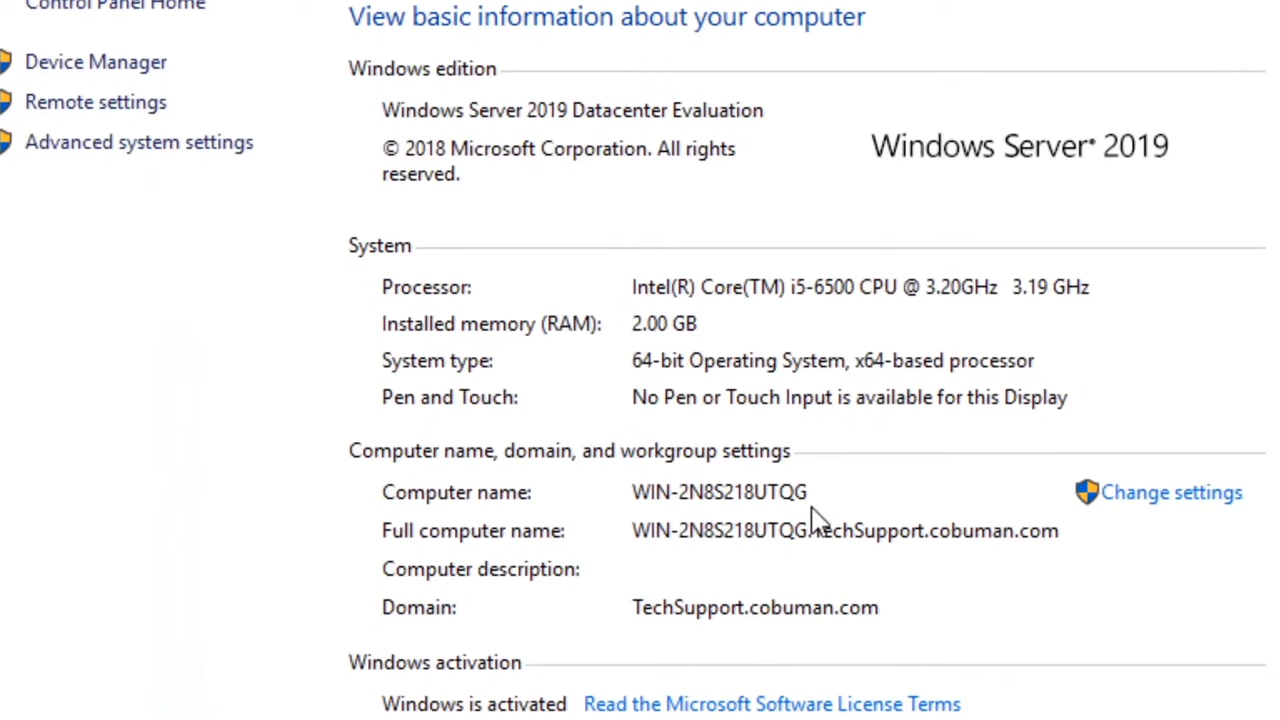 Control Panel Home
View basic information about your computer
Device Manager
Remote settings
Advanced system settings
Windows edition
Windows Server 2019 Datacenter Evaluation
© 2018 Microsoft Corporation. All rights
reserved.
Windows Server® 2019
System
Processor: Intel(R) Core(TM) i5-6500 CPU @ 3.20GHz 3.19 GHz
Installed memory (RAM): 2.00 GB
System type: 64-bit Operating System, x64-based processor
Pen and Touch: No Pen or Touch Input is available for this Display
Computer name, domain, and workgroup settings
Computer name: WIN-2N8S218UTQG Change settings
Full computer name: WIN-2N8S218UTQG.TechSupport.cobuman.com
Computer description:
Domain: TechSupport.cobuman.com
Windows activation
Windows is activated Read the Microsoft Software License Terms